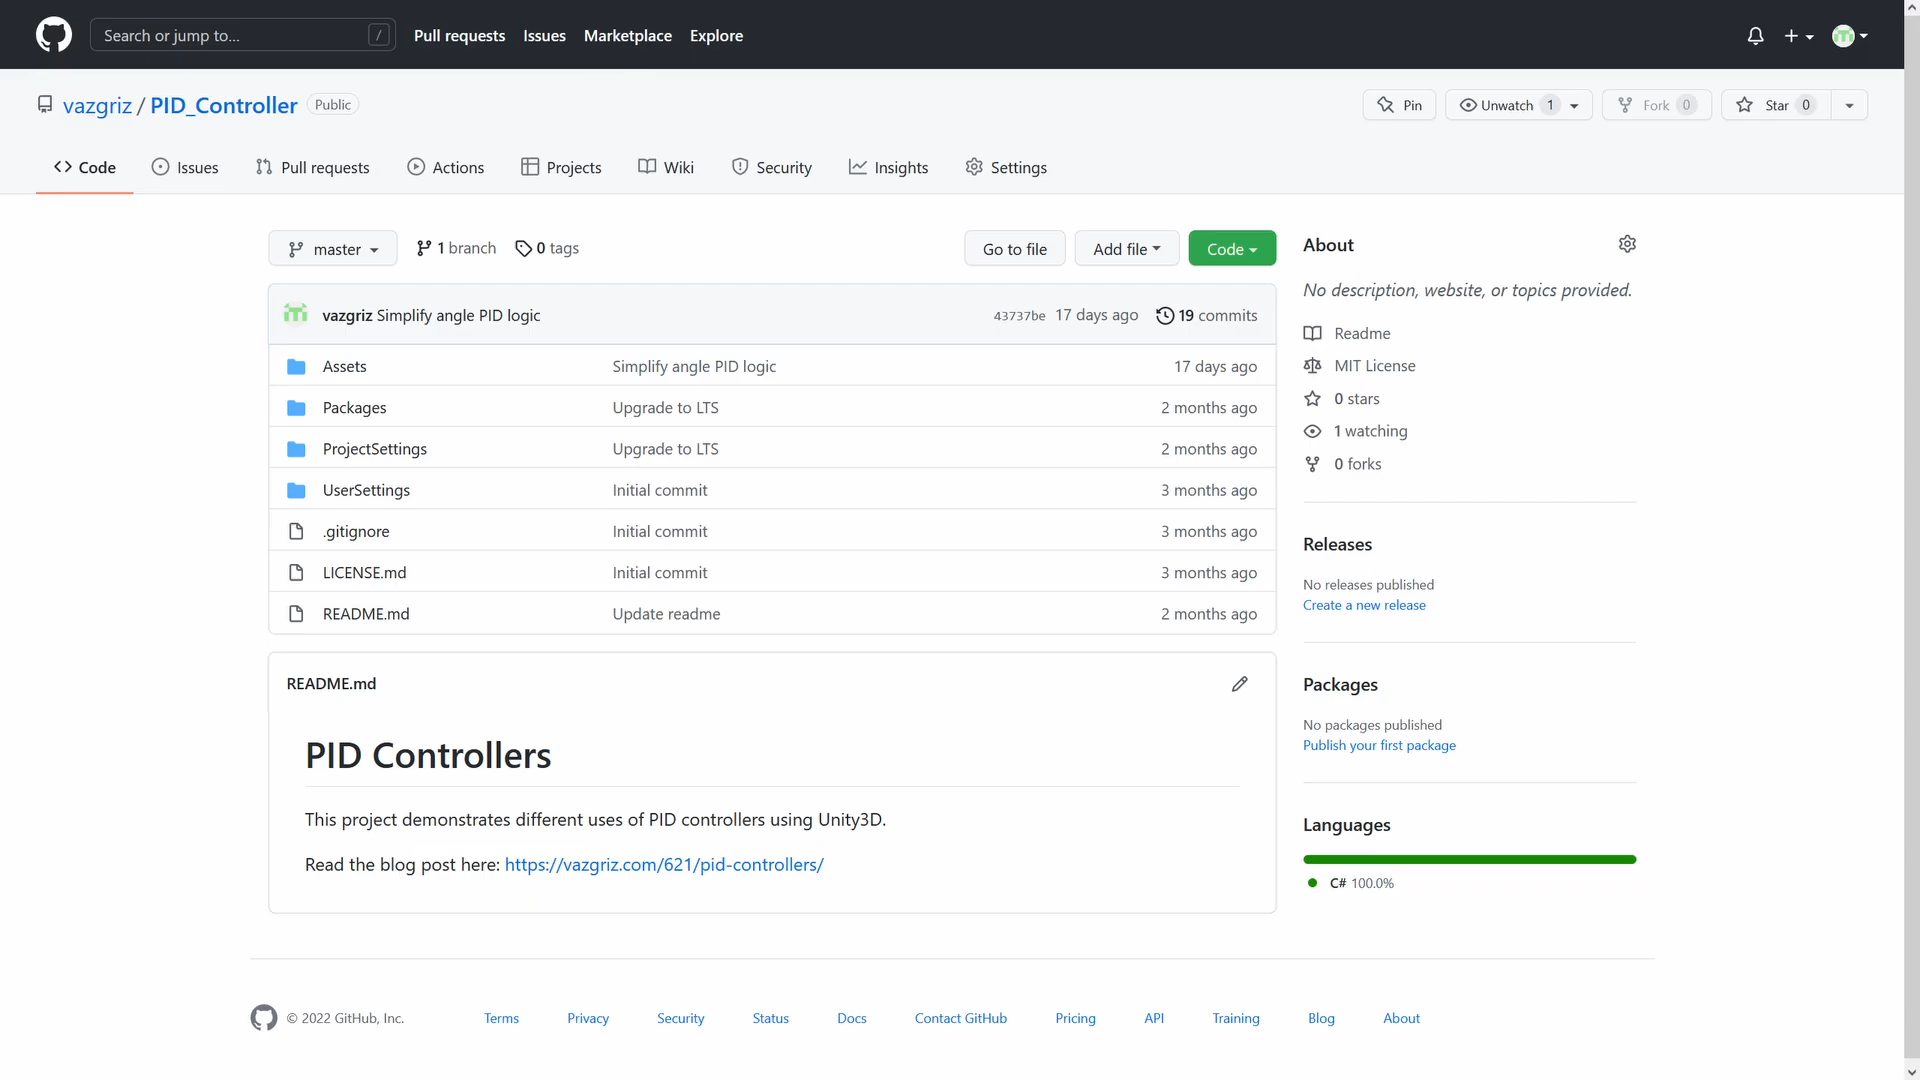 Search or jump to... / Pull requests Issues Marketplace Explore
vazgriz / PID_Controller Public Pin Unwatch 1 Fork 0 Star 0
Code Issues Pull requests Actions Projects Wiki Security Insights Settings
master 1 branch 0 tags Go to file Add file Code
vazgriz Simplify angle PID logic 43737be 17 days ago 19 commits
Assets Simplify angle PID logic 17 days ago
Packages Upgrade to LTS 2 months ago
ProjectSettings Upgrade to LTS 2 months ago
UserSettings Initial commit 3 months ago
.gitignore Initial commit 3 months ago
LICENSE.md Initial commit 3 months ago
README.md Update readme 2 months ago
README.md
PID Controllers
This project demonstrates different uses of PID controllers using Unity3D.
Read the blog post here: https://vazgriz.com/621/pid-controllers/
About
No description, website, or topics provided.
Readme
MIT License
0 stars
1 watching
0 forks
Releases
No releases published
Create a new release
Packages
No packages published
Publish your first package
Languages
C# 100.0%
© 2022 GitHub, Inc. Terms Privacy Security Status Docs Contact GitHub Pricing API Training Blog About